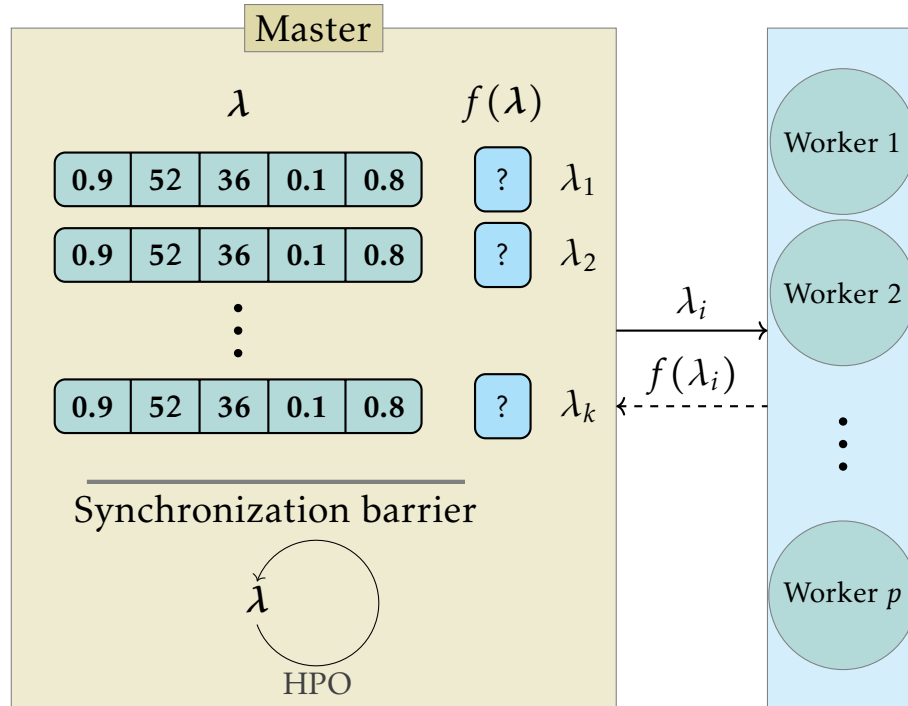 Master
λ f(λ)
0.9 52 36 0.1 0.8 ? λ1
0.9 52 36 0.1 0.8 ? λ2
0.9 52 36 0.1 0.8 ? λk
Synchronization barrier
λ
HPO
λi
f(λi)
Worker 1
Worker 2
Worker p